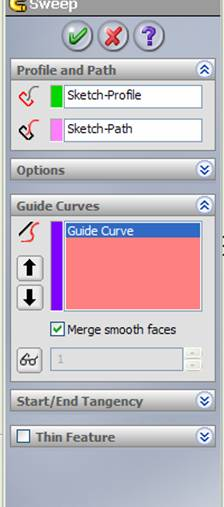 Sweep
?
Profile and Path
Sketch-Profile
Sketch-Path
Options
Guide Curves
Guide Curve
Merge smooth faces
1
Start/End Tangency
Thin Feature